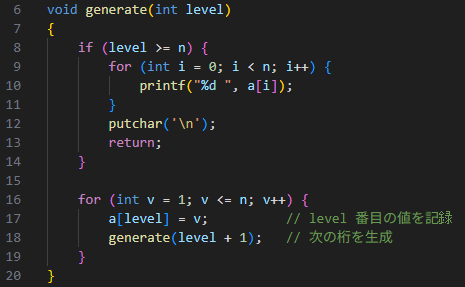 6 void generate(int level)
7 {
8     if (level >= n) {
9         for (int i = 0; i < n; i++) {
10             printf("%d ", a[i]);
11         }
12         putchar('\n');
13         return;
14     }
15
16     for (int v = 1; v <= n; v++) {
17         a[level] = v;          // level 番目の値を記録
18         generate(level + 1);   // 次の桁を生成
19     }
20 }